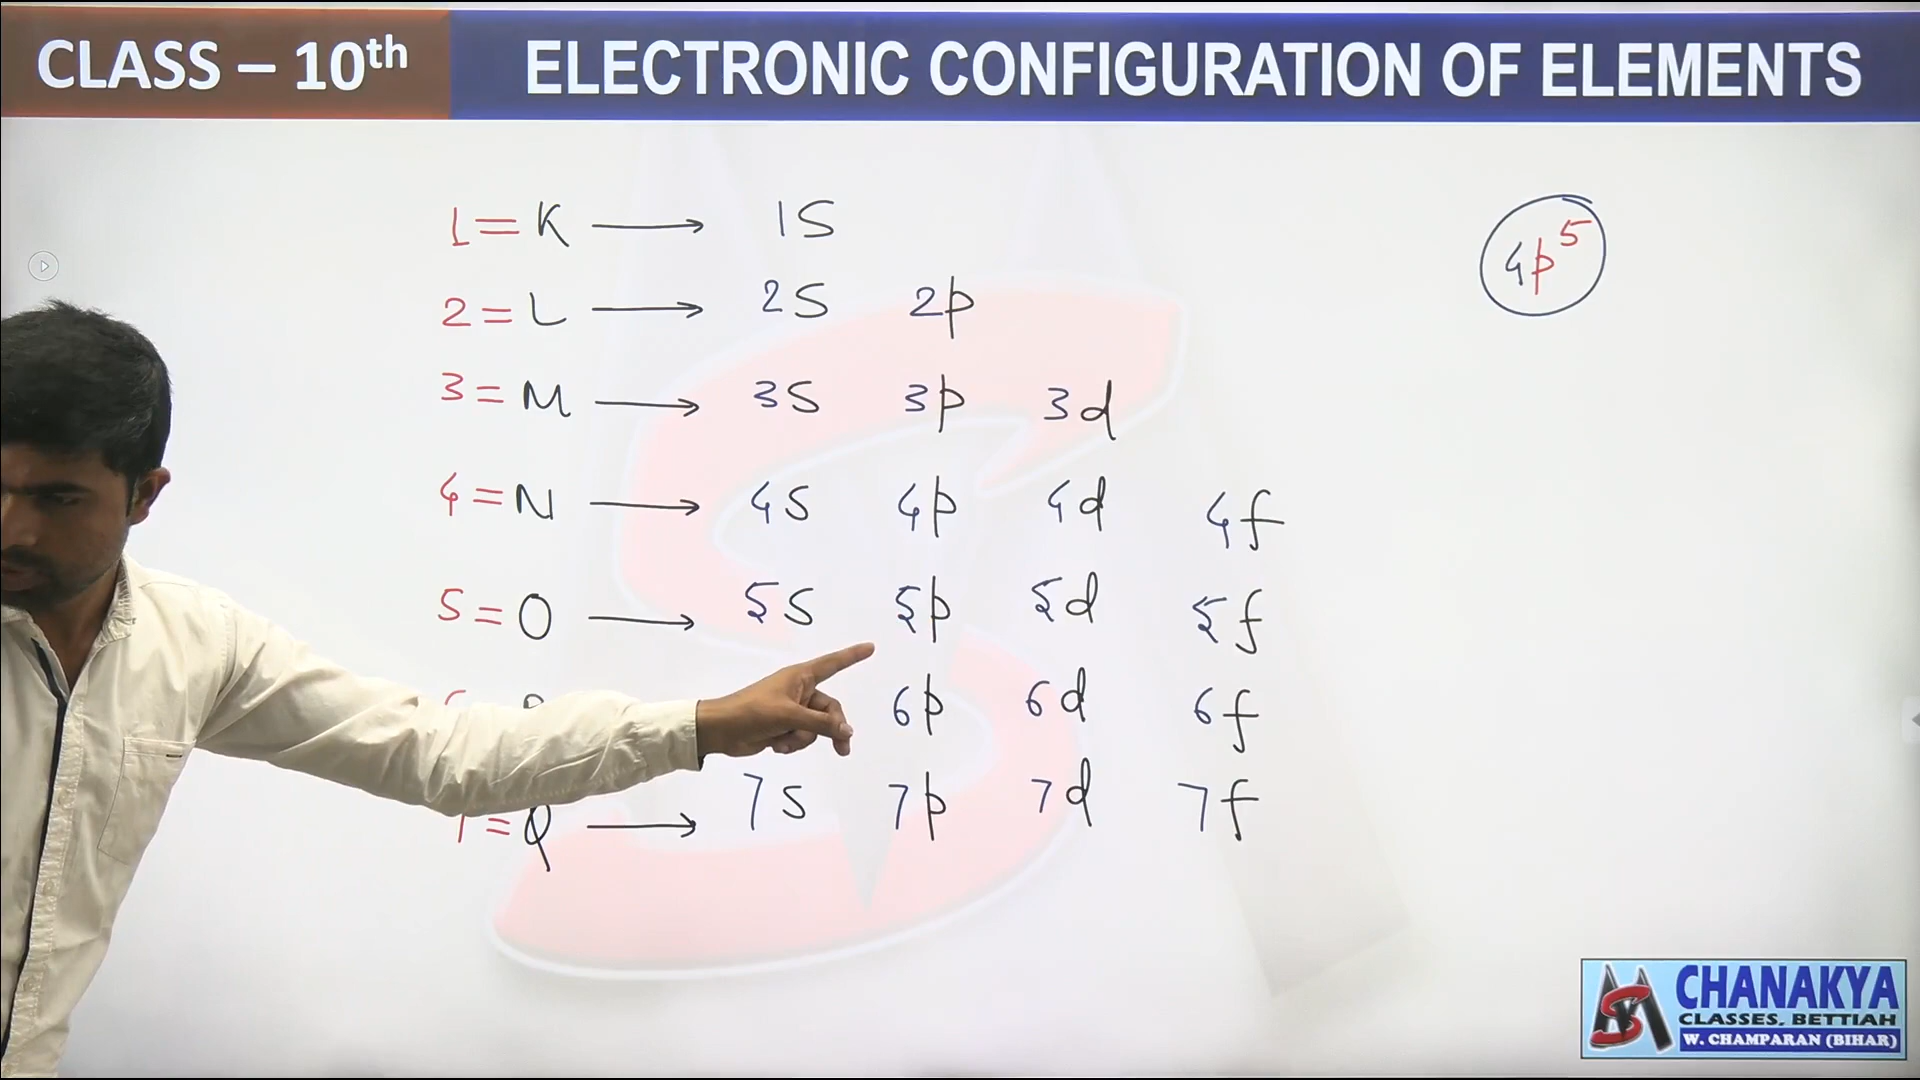 CLASS – 10th
ELECTRONIC CONFIGURATION OF ELEMENTS
1 = K → 1S
2 = L → 2S 2p
3 = M → 3S 3p 3d
4 = N → 4S 4p 4d 4f
5 = O → 5S 5p 5d 5f
6p 6d 6f
= Q → 7S 7p 7d 7f
4p⁵
CHANAKYA
CLASSES, BETTIAH
W. CHAMPARAN (BIHAR)